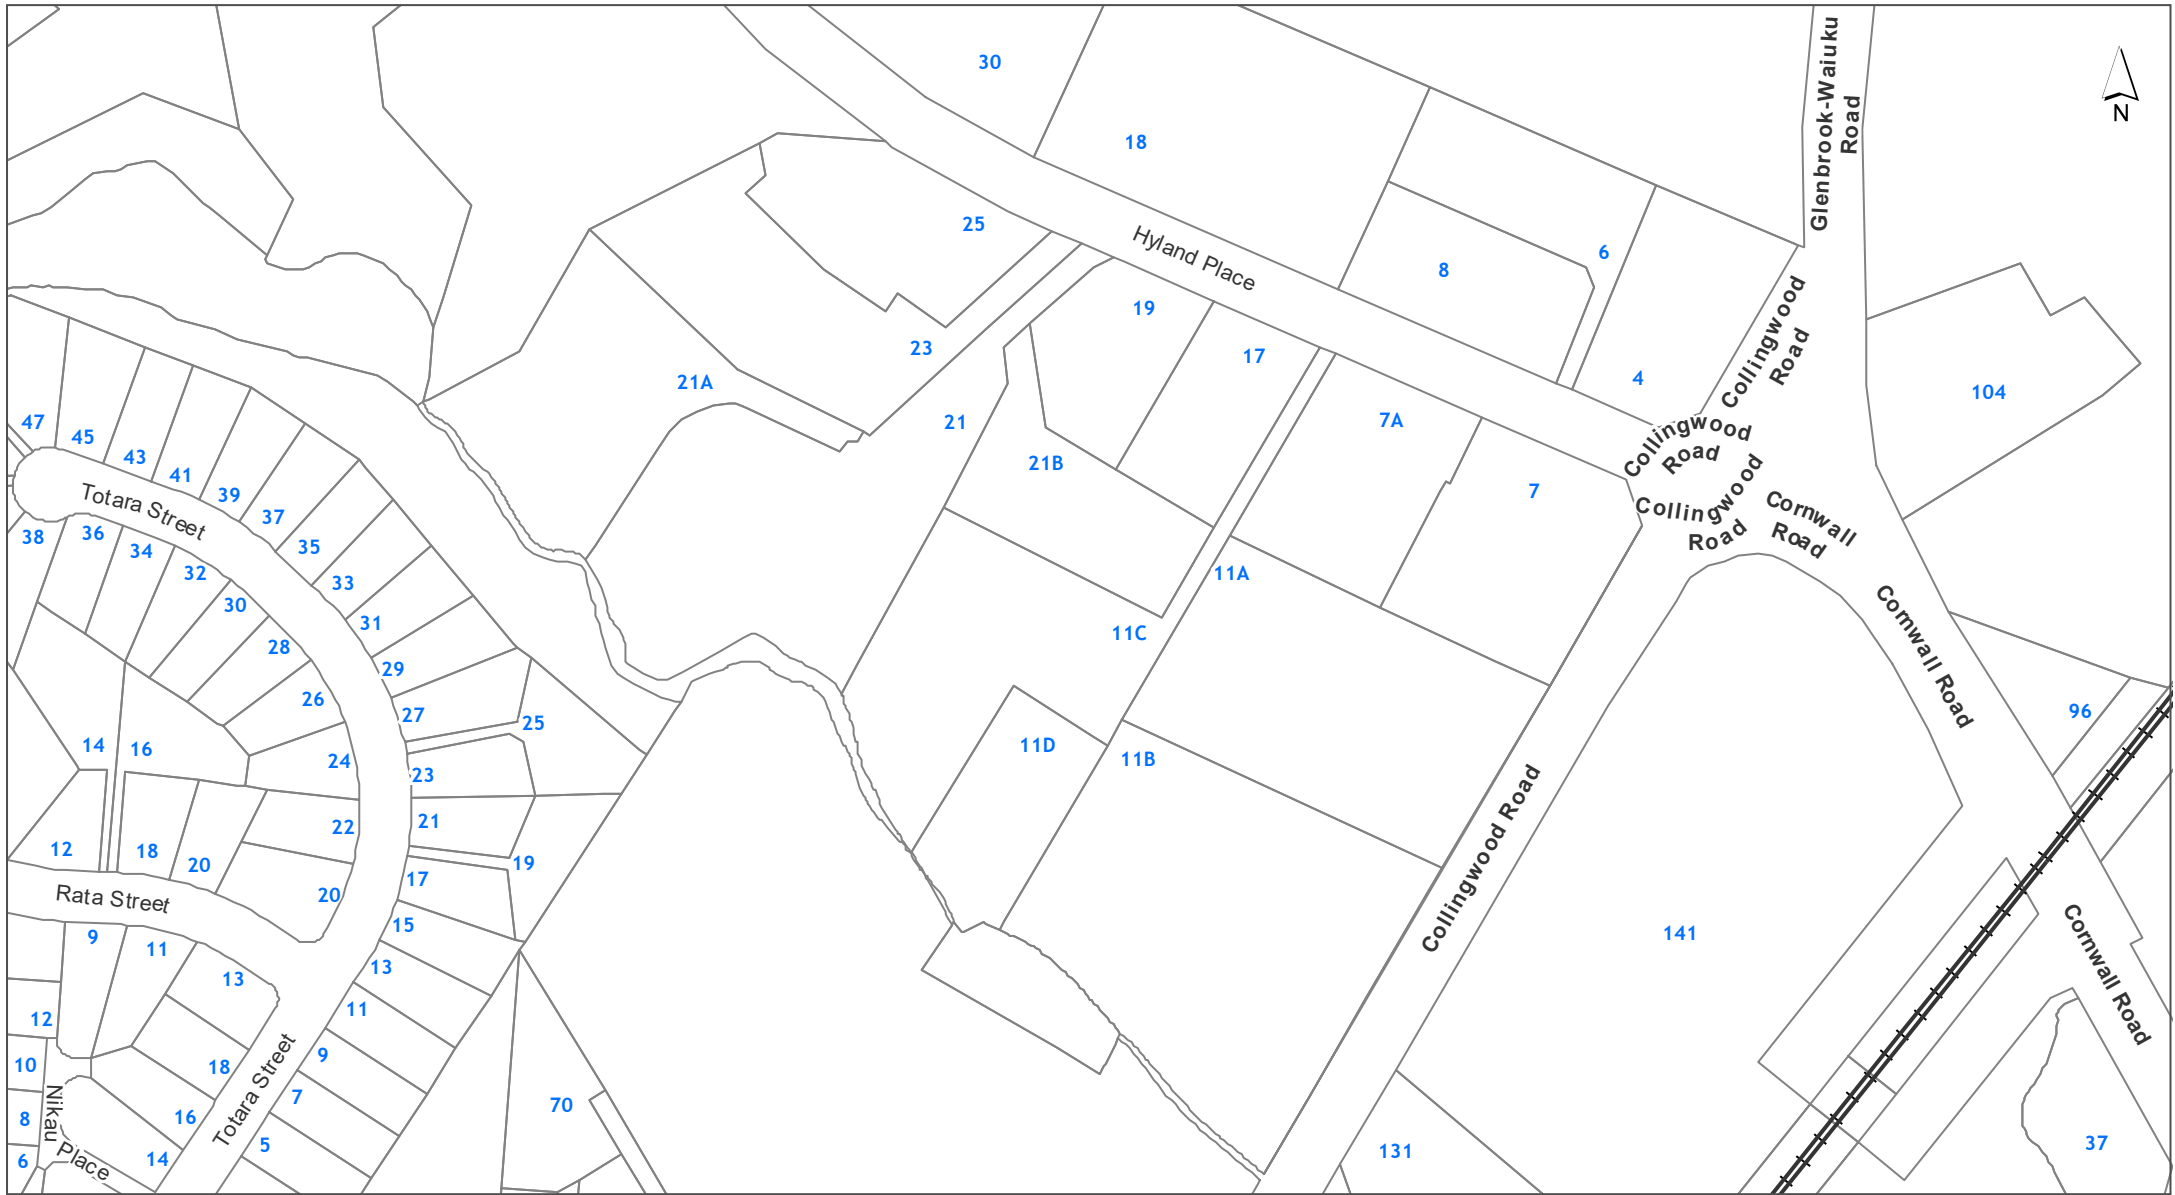 30
18
Glenbrook-Waiuku
Road
N
25
Hyland Place
6
8
19
Collingwood
Road
23
17
21A
4
104
47
45
21
7A
Collingwood
Road
43
41
21B
39
7
Totara Street
37
Collingwood
Road
Cornwall
Road
38
36
34
35
32
33
11A
30
31
11C
28
29
Cornwall Road
26
27
25
96
14
16
24
23
11D
11B
22
21
12
18
20
19
17
Collingwood Road
Rata Street
20
15
9
11
13
13
141
Cornwall Road
12
11
10
18
9
Totara Street
7
Nikau
Place
8
16
70
5
6
14
131
37